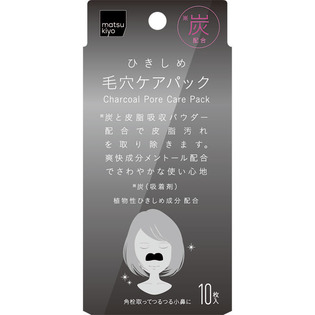 matsu
kiyo
炭
配合
ひきしめ
毛穴ケアパック
Charcoal Pore Care Pack
*炭と皮脂吸収パウダー
配合で皮脂汚れ
を取り除きます。
爽快成分メントール配合
でさわやかな使い心地
*炭(吸着剤)
植物性ひきしめ成分 配合
角栓取ってつるつる小鼻に
10枚入